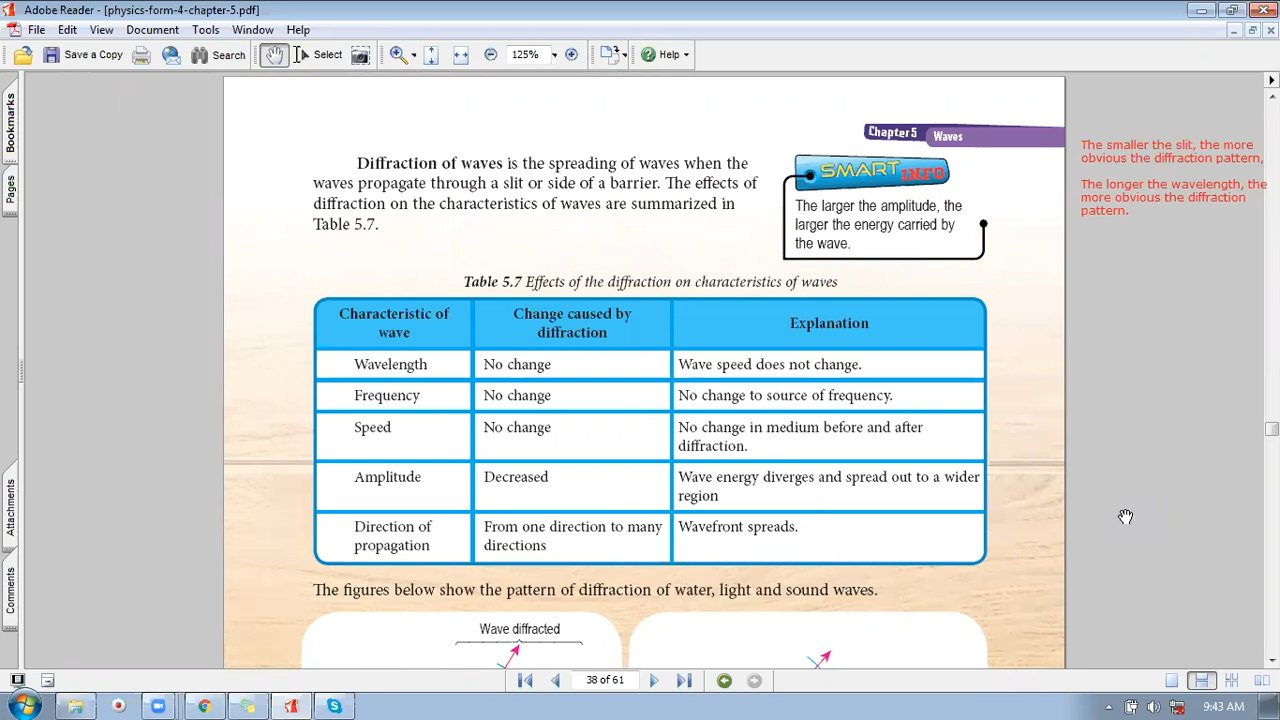 Adobe Reader - [physics-form-4-chapter-5.pdf]
File Edit View Document Tools Window Help
Save a Copy Search Select 125% Help
Bookmarks
Pages
Attachments
Comments
Chapter 5 Waves
Diffraction of waves is the spreading of waves when the
waves propagate through a slit or side of a barrier. The effects of
diffraction on the characteristics of waves are summarized in
Table 5.7.
SMART INFO
The larger the amplitude, the
larger the energy carried by
the wave.
The smaller the slit, the more
obvious the diffraction pattern,
The longer the wavelength, the
more obvious the diffraction
pattern.
Table 5.7 Effects of the diffraction on characteristics of waves
Characteristic of
wave
Change caused by
diffraction
Explanation
Wavelength No change Wave speed does not change.
Frequency No change No change to source of frequency.
Speed No change No change in medium before and after
diffraction.
Amplitude Decreased Wave energy diverges and spread out to a wider
region
Direction of
propagation
From one direction to many
directions
Wavefront spreads.
The figures below show the pattern of diffraction of water, light and sound waves.
Wave diffracted
38 of 61
9:43 AM